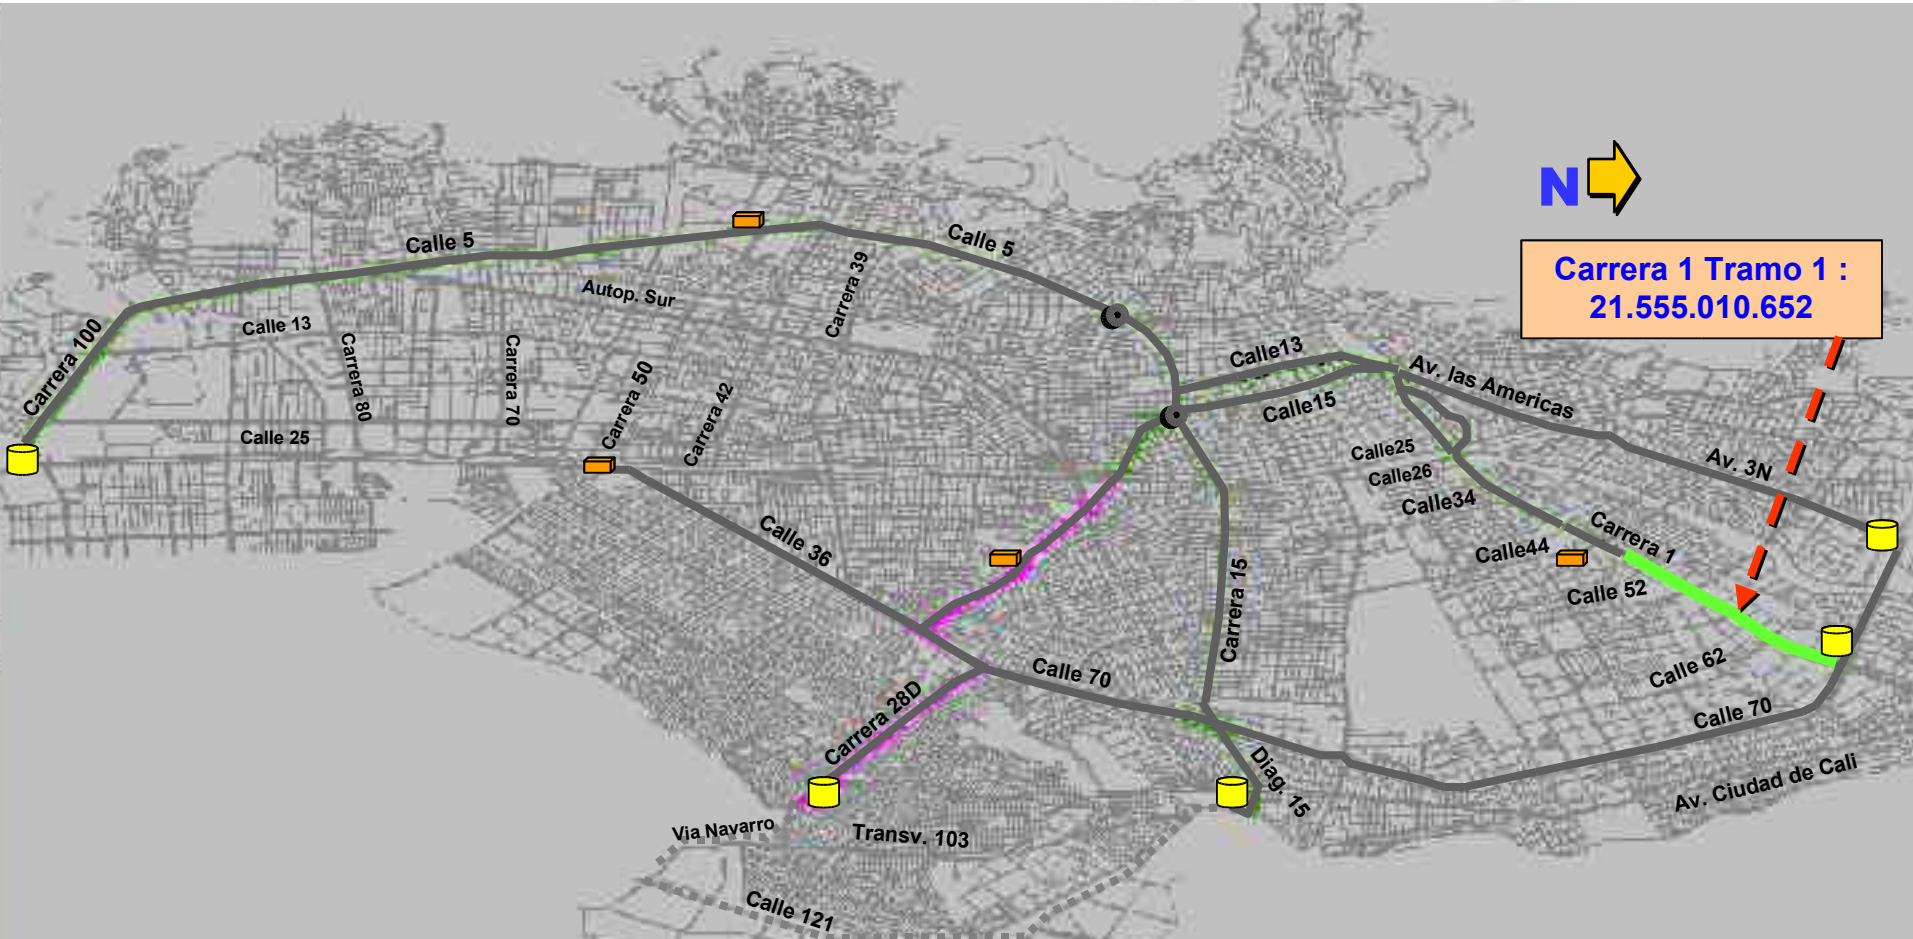 N
Carrera 1 Tramo 1 :
21.555.010.652
Calle 5
Calle 5
Carrera 39
Autop. Sur
Calle 13
Carrera 100
Carrera 80
Carrera 70
Carrera 50
Carrera 42
Calle 25
Calle13
Calle15
Av. las Americas
Av. 3N
Calle25
Calle26
Calle34
Carrera 1
Calle44
Calle 52
Calle 62
Calle 36
Carrera 15
Calle 70
Calle 70
Carrera 28D
Diag. 15
Av. Ciudad de Cali
Via Navarro
Transv. 103
Calle 121